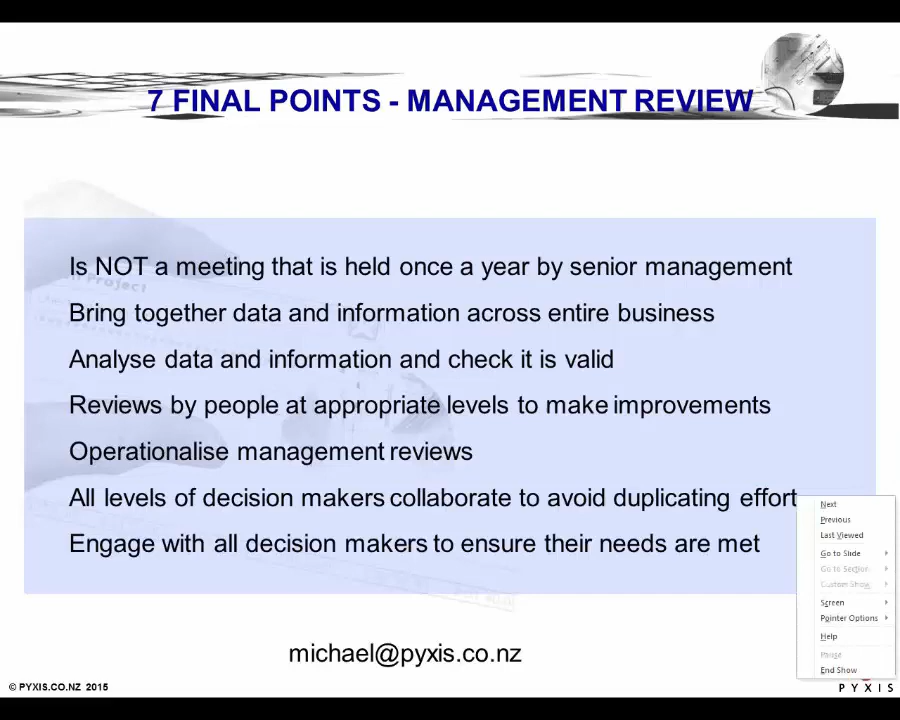 7 FINAL POINTS - MANAGEMENT REVIEW
Is NOT a meeting that is held once a year by senior management
Bring together data and information across entire business
Analyse data and information and check it is valid
Reviews by people at appropriate levels to make improvements
Operationalise management reviews
All levels of decision makers collaborate to avoid duplicating effort
Engage with all decision makers to ensure their needs are met
Next
Previous
Last Viewed
Go to Slide
Go to Section
Custom Show
Screen
Pointer Options
Help
Pause
End Show
michael@pyxis.co.nz
© PYXIS.CO.NZ 2015
PYXIS
Project